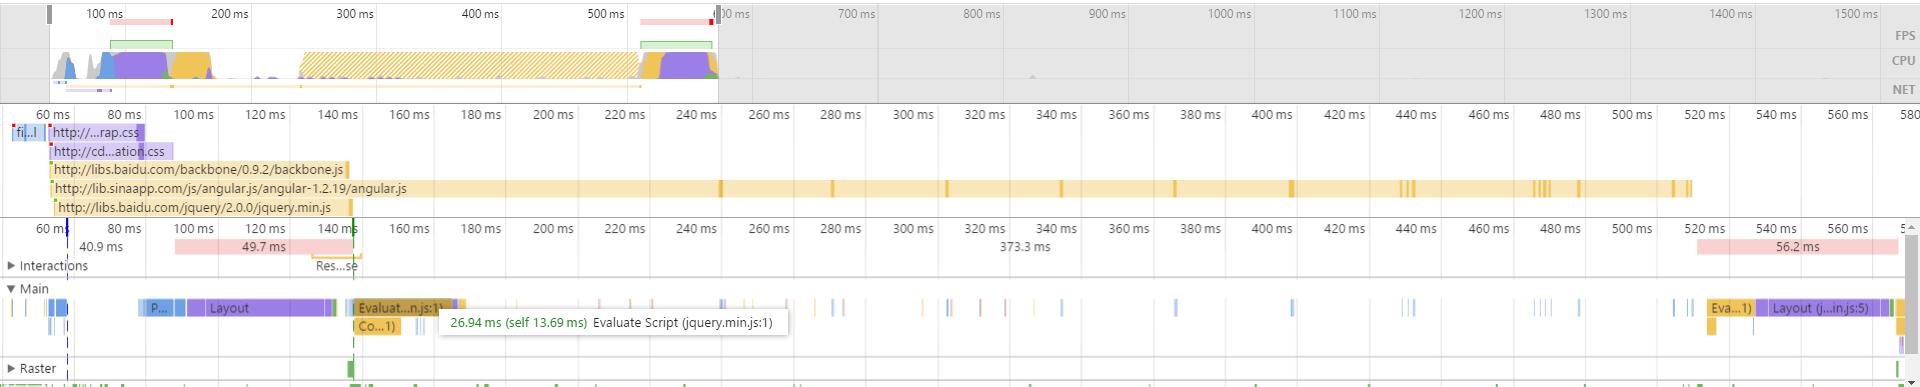 100 ms 200 ms 300 ms 400 ms 500 ms 00 ms 700 ms 800 ms 900 ms 1000 ms 1100 ms 1200 ms 1300 ms 1400 ms 1500 ms
FPS
CPU
NET
60 ms 80 ms 100 ms 120 ms 140 ms 160 ms 180 ms 200 ms 220 ms 240 ms 260 ms 280 ms 300 ms 320 ms 340 ms 360 ms 380 ms 400 ms 420 ms 440 ms 460 ms 480 ms 500 ms 520 ms 540 ms 560 ms 580
fi...l http://...rap.css
http://cd...ation.css
http://libs.baidu.com/backbone/0.9.2/backbone.js
http://lib.sinaapp.com/js/angular.js/angular-1.2.19/angular.js
http://libs.baidu.com/jquery/2.0.0/jquery.min.js
60 ms 80 ms 100 ms 120 ms 140 ms 160 ms 180 ms 200 ms 220 ms 240 ms 260 ms 280 ms 300 ms 320 ms 340 ms 360 ms 380 ms 400 ms 420 ms 440 ms 460 ms 480 ms 500 ms 520 ms 540 ms 560 ms 5
40.9 ms 49.7 ms 373.3 ms 56.2 ms
Interactions Res...se
Main
P... Layout Evaluat...n.js:1) Eva...1) Layout (j...in.js:5)
Co...1) 26.94 ms (self 13.69 ms) Evaluate Script (jquery.min.js:1)
Raster